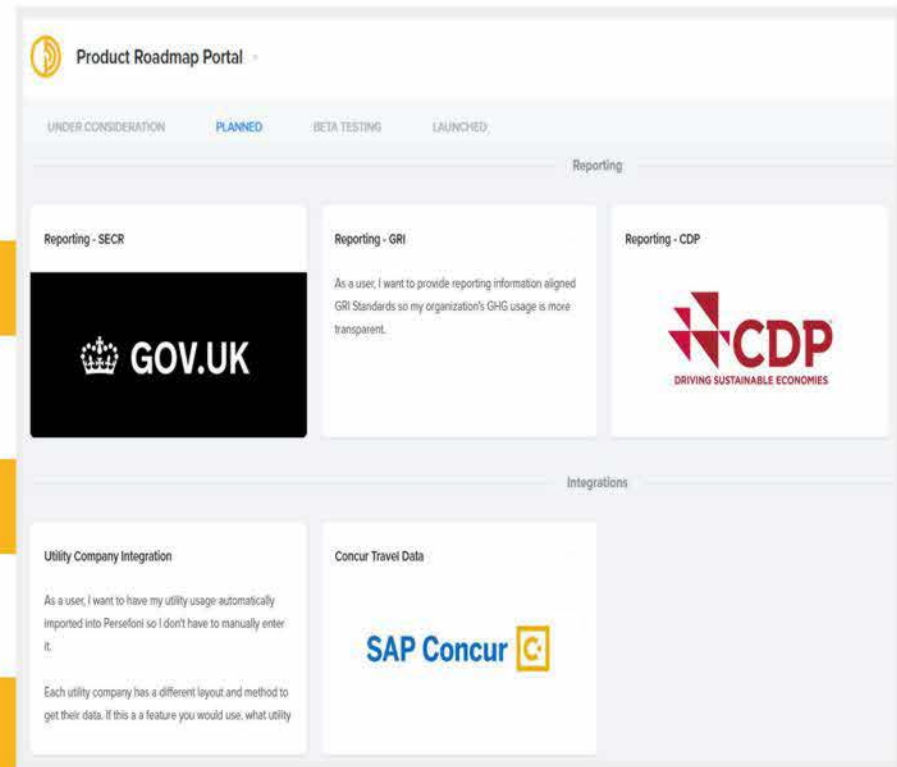 Product Roadmap Portal
UNDER CONSIDERATION PLANNED BETA TESTING LAUNCHED
Reporting
Reporting - SECR
GOV.UK
Reporting - GRI
As a user, I want to provide reporting information aligned
GRI Standards so my organization's GHG usage is more
transparent.
Reporting - CDP
CDP
DRIVING SUSTAINABLE ECONOMIES
Integrations
Utility Company Integration
As a user, I want to have my utility usage automatically
imported into Persefoni so I don't have to manually enter
it.
Each utility company has a different layout and method to
get their data. If this a a feature you would use, what utility
Concur Travel Data
SAP Concur C